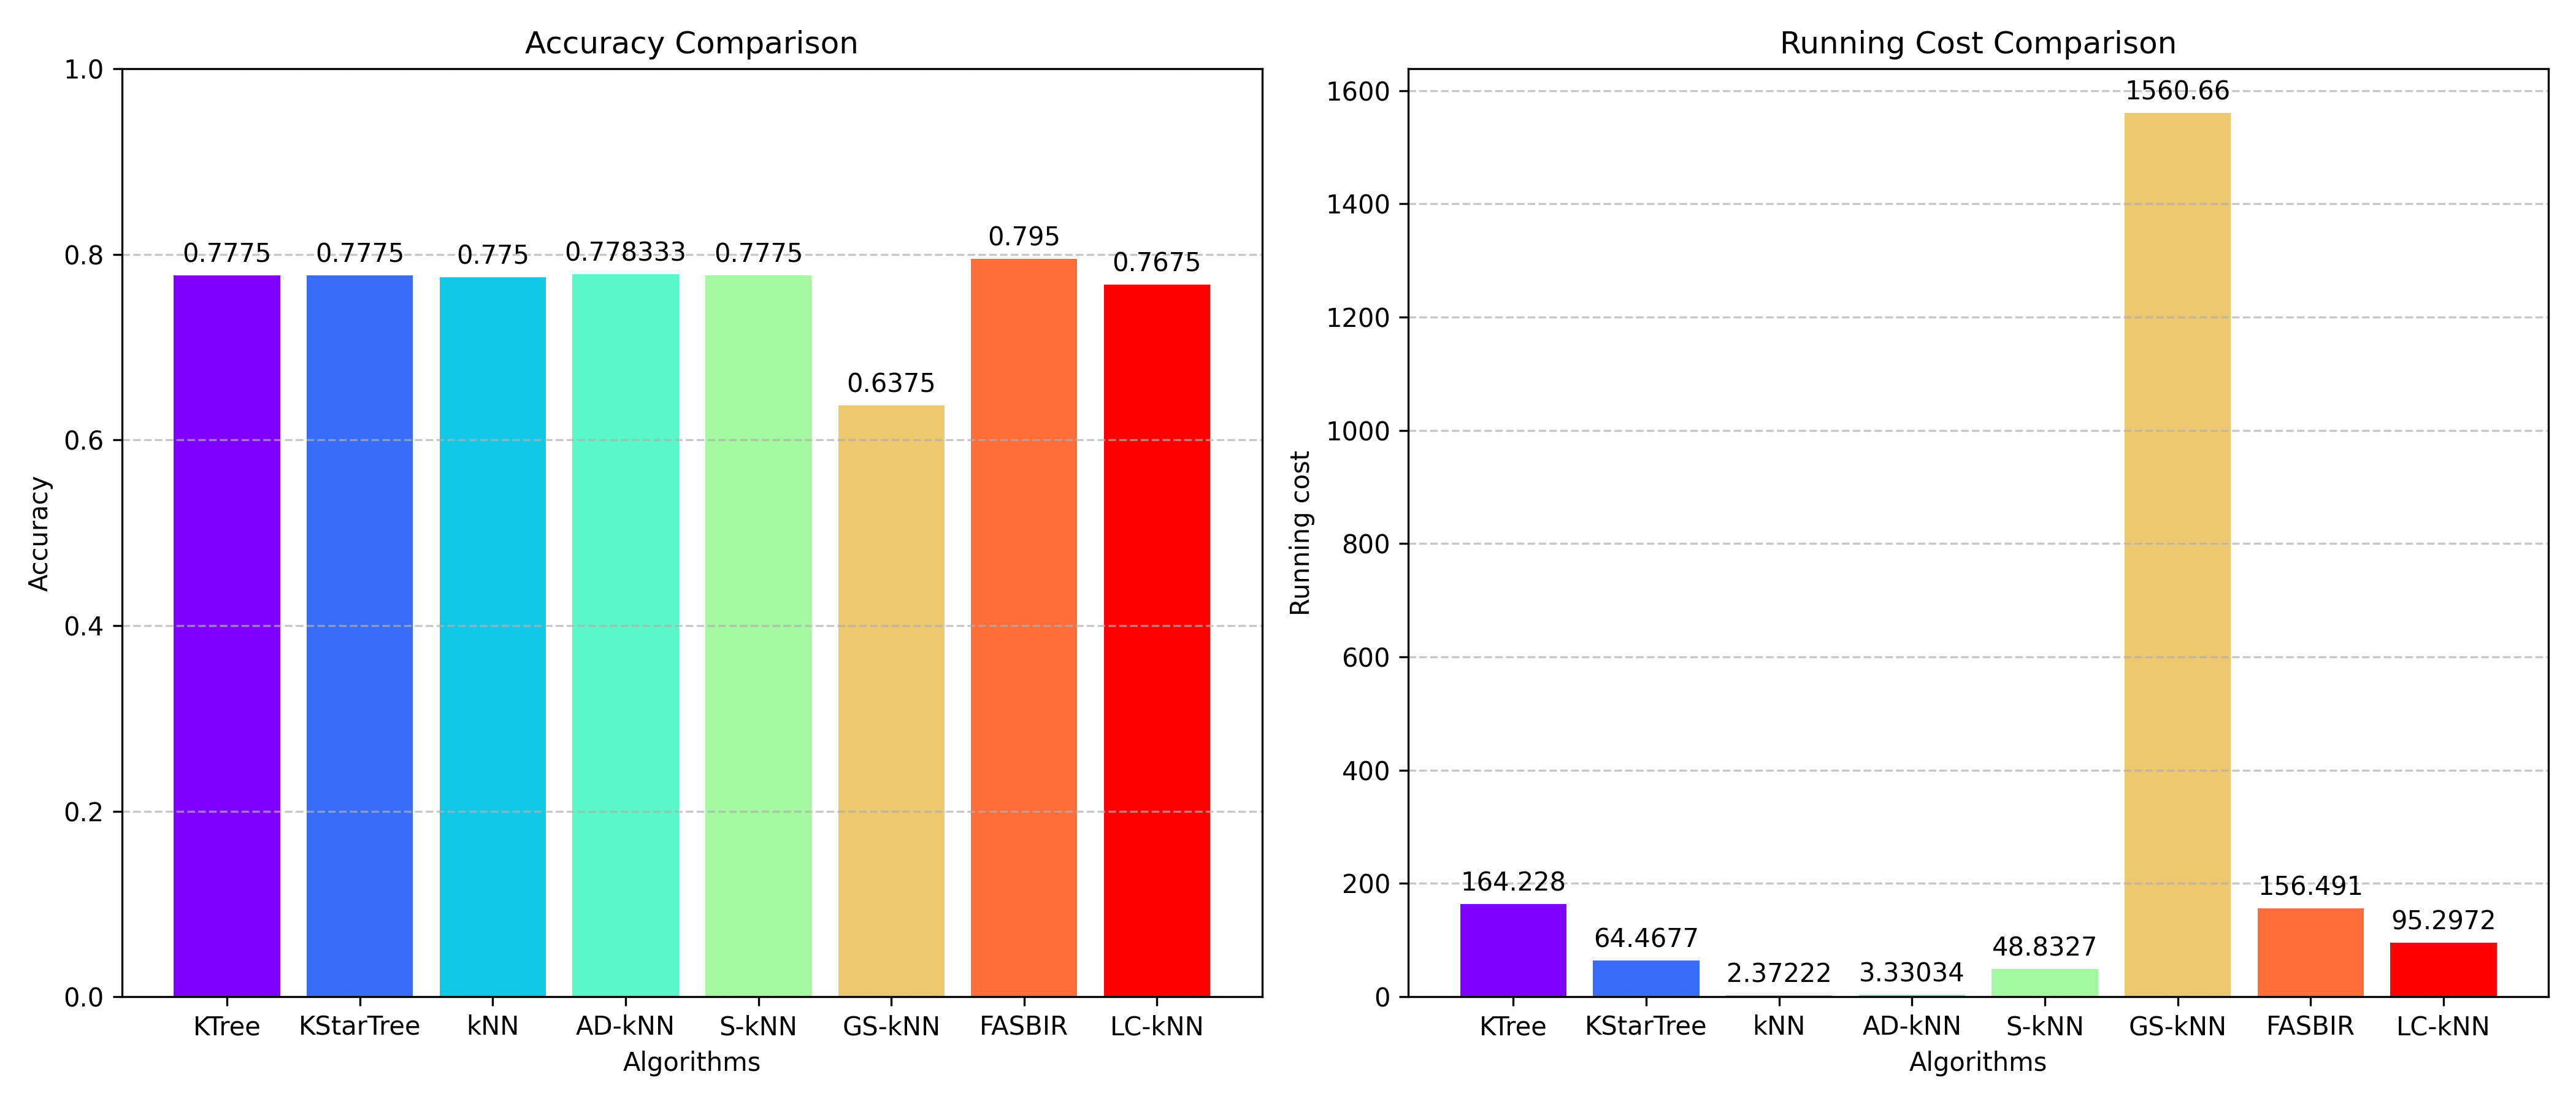 Accuracy Comparison
1.0
0.8
0.6
0.4
0.2
0.0
Accuracy
0.7775
0.7775
0.775
0.778333
0.7775
0.6375
0.795
0.7675
KTree
KStarTree
kNN
AD-kNN
S-kNN
GS-kNN
FASBIR
LC-kNN
Algorithms
Running Cost Comparison
1600
1400
1200
1000
800
600
400
200
0
Running cost
164.228
64.4677
2.37222
3.33034
48.8327
1560.66
156.491
95.2972
KTree
KStarTree
kNN
AD-kNN
S-kNN
GS-kNN
FASBIR
LC-kNN
Algorithms